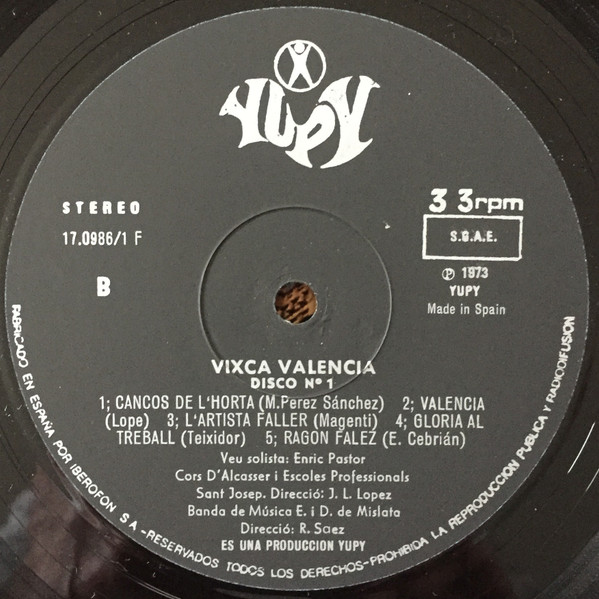 YUPY
STEREO
17.0986/1 F
B
33rpm
S.G.A.E.
℗ 1973
YUPY
Made in Spain
VIXCA VALENCIA
DISCO Nº 1
1; CANCOS DE L'HORTA (M.Perez Sánchez) 2; VALENCIA
(Lope) 3; L'ARTISTA FALLER (Magenti) 4; GLORIA AL
TREBALL (Teixidor) 5; RAGON FALEZ (E. Cebrián)
Veu solista: Enric Pastor
Cors D'Alcasser i Escoles Professionals
Sant Josep. Direcció: J. L. Lopez
Banda de Música E. i D. de Mislata
Direcció: R. Saez
ES UNA PRODUCCION YUPY
FABRICADO EN ESPAÑA POR IBEROFON S A - RESERVADOS TODOS LOS DERECHOS - PROHIBIDA LA REPRODUCCION PUBLICA Y RADIODIFUSION